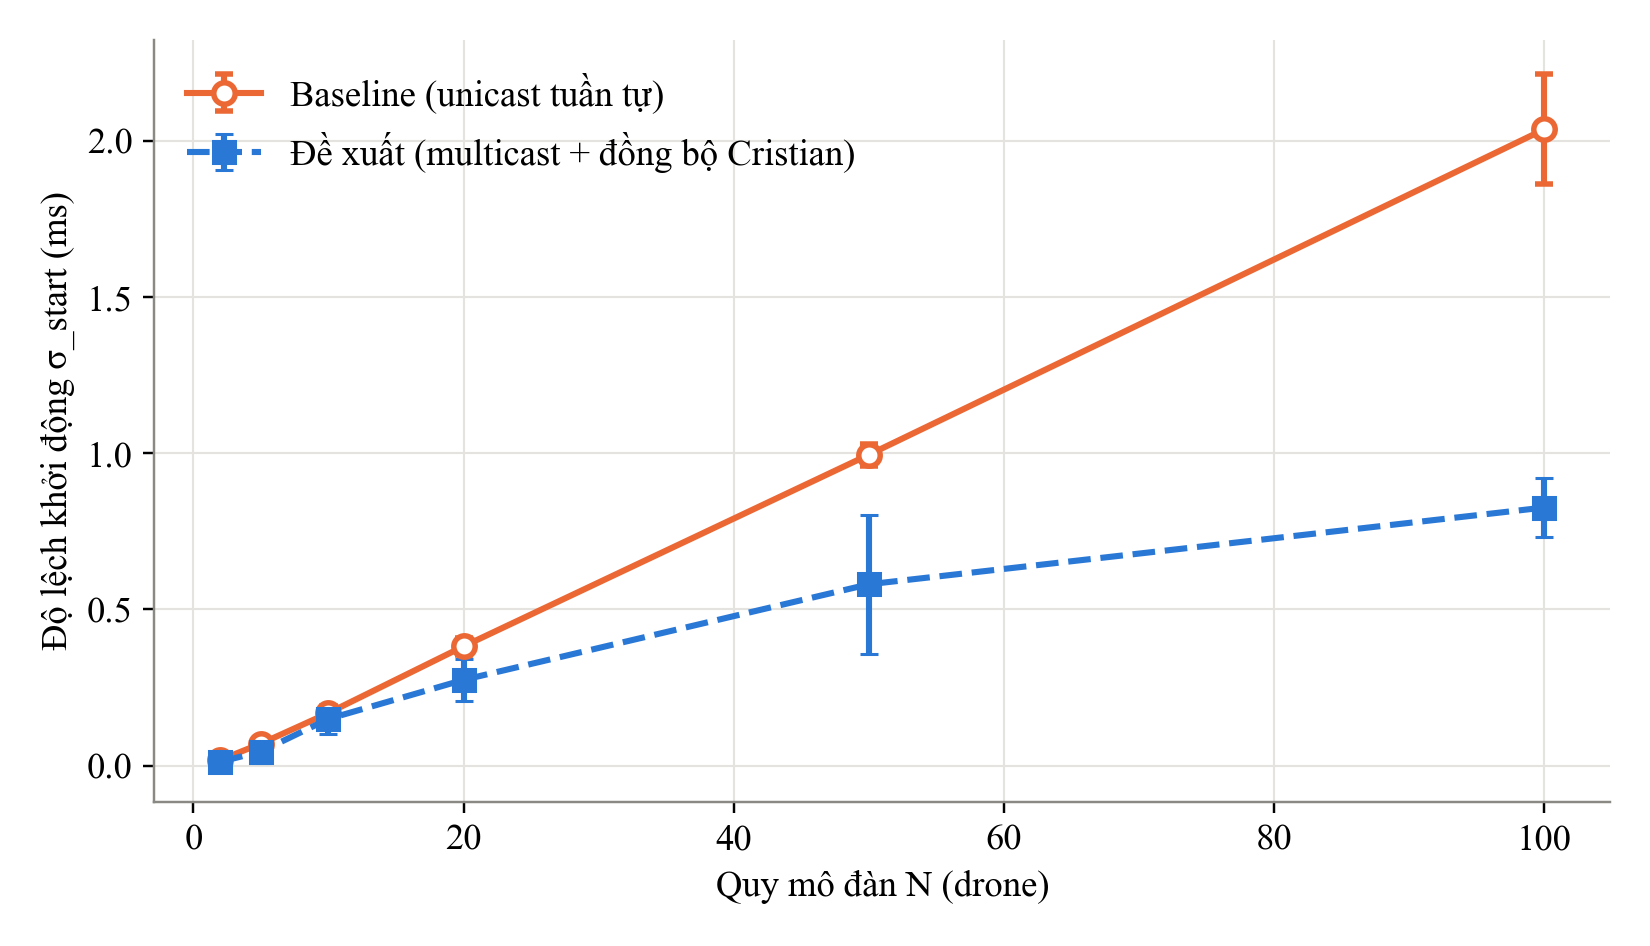 Baseline (unicast tuần tự)
Đề xuất (multicast + đồng bộ Cristian)
Độ lệch khởi động σ_start (ms)
2.0
1.5
1.0
0.5
0.0
0 20 40 60 80 100
Quy mô đàn N (drone)